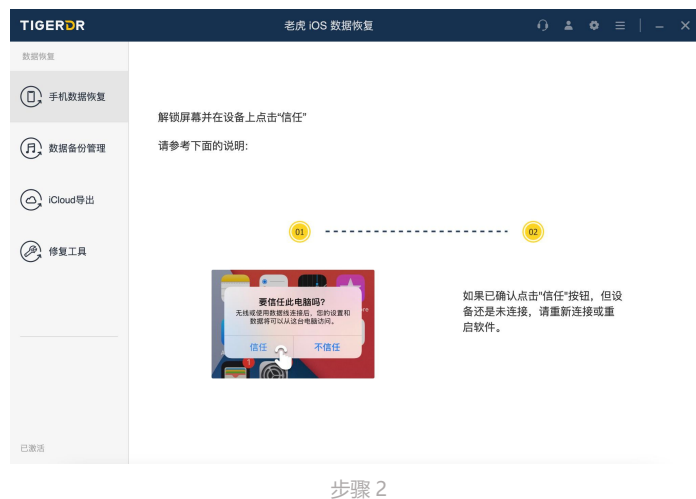 TIGERDR
老虎 iOS 数据恢复
数据恢复
手机数据恢复
数据备份管理
iCloud导出
修复工具
已激活
解锁屏幕并在设备上点击“信任”
请参考下面的说明:
01
02
要信任此电脑吗?
无线或使用数据线连接后，您的设置和
数据将可以从这台电脑访问。
信任
不信任
1
如果已确认点击"信任"按钮，但设
备还是未连接，请重新连接或重
启软件。
步骤 2